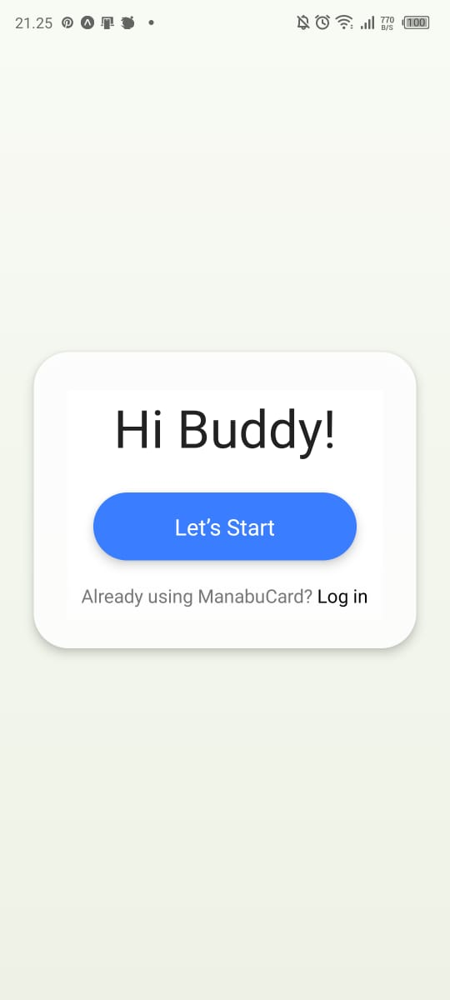 21.25
770
B/S
100
Hi Buddy!
Let’s Start
Already using ManabuCard? Log in